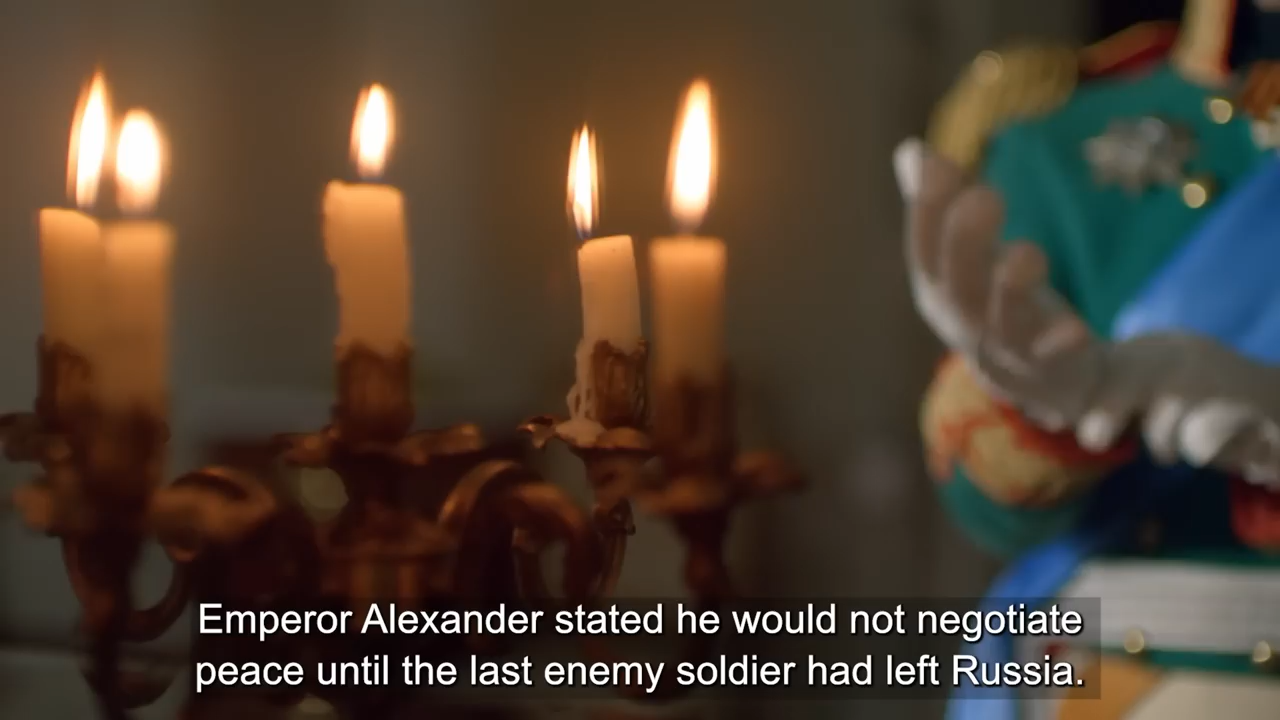 Emperor Alexander stated he would not negotiate
peace until the last enemy soldier had left Russia.